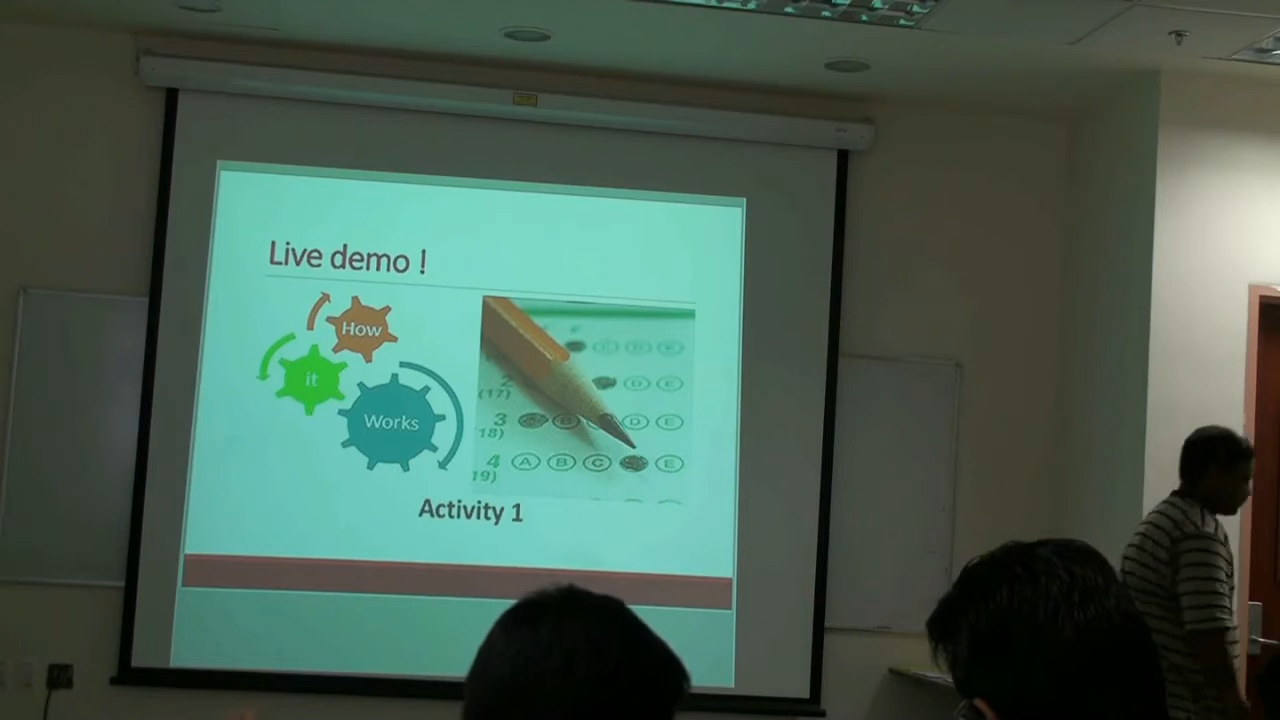 Live demo !
How
it
Works
2
(17)
D E
3
18)
B D E
4
19)
A B C E
Activity 1